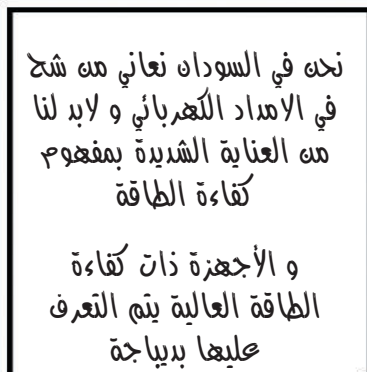 نحن في السودان نعاني من شح
في الامداد الكهربائي و لابد لنا
من العناية الشديدة بمفهوم
كفاءة الطاقة
و الأجهزة ذات كفاءة
الطاقة العالية يتم التعرف
عليها بديباجة